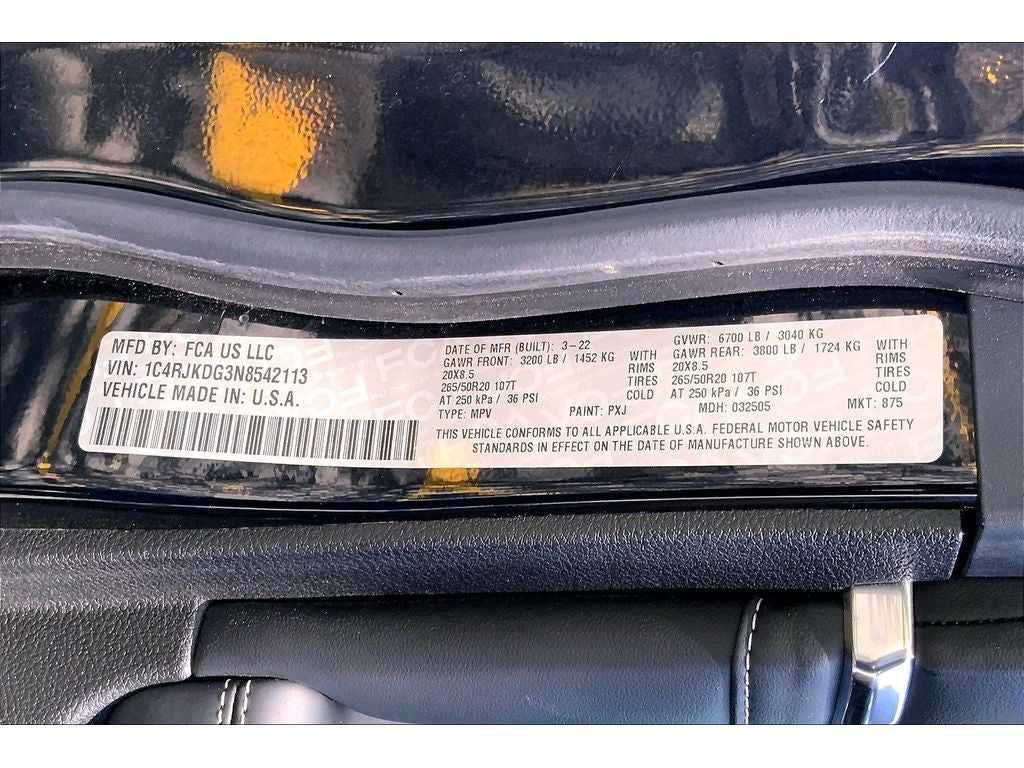 MFD BY: FCA US LLC
VIN: 1C4RJKDG3N8542113
VEHICLE MADE IN: U.S.A.
DATE OF MFR (BUILT): 3-22
GAWR FRONT: 3200 LB / 1452 KG WITH
20X8.5 RIMS
265/50R20 107T TIRES
AT 250 kPa / 36 PSI COLD
TYPE: MPV PAINT: PXJ
GVWR: 6700 LB / 3040 KG
GAWR REAR: 3800 LB / 1724 KG WITH
20X8.5 RIMS
265/50R20 107T TIRES
AT 250 kPa / 36 PSI COLD
MDH: 032505 MKT: 875
THIS VEHICLE CONFORMS TO ALL APPLICABLE U.S.A. FEDERAL MOTOR VEHICLE SAFETY
STANDARDS IN EFFECT ON THE DATE OF MANUFACTURE SHOWN ABOVE.